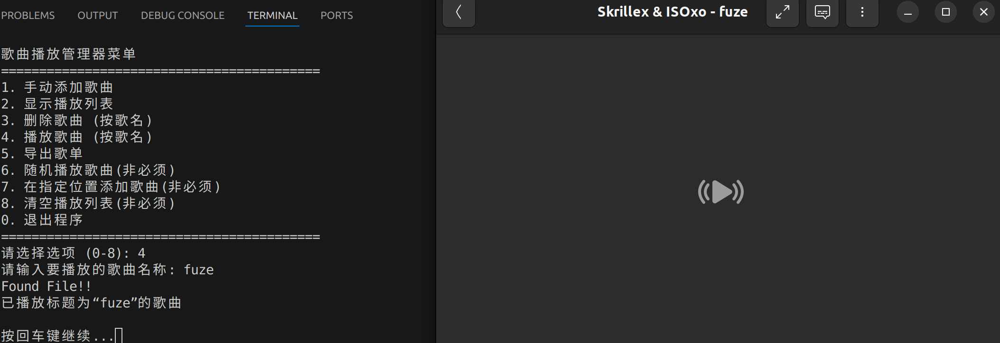 PROBLEMS OUTPUT DEBUG CONSOLE TERMINAL PORTS
歌曲播放管理器菜单
==========================================
1. 手动添加歌曲
2. 显示播放列表
3. 删除歌曲 (按歌名)
4. 播放歌曲 (按歌名)
5. 导出歌单
6. 随机播放歌曲(非必须)
7. 在指定位置添加歌曲(非必须)
8. 清空播放列表(非必须)
0. 退出程序
==========================================
请选择选项 (0-8): 4
请输入要播放的歌曲名称: fuze
Found File!!
已播放标题为“fuze”的歌曲
按回车键继续...
Skrillex & ISOxo - fuze